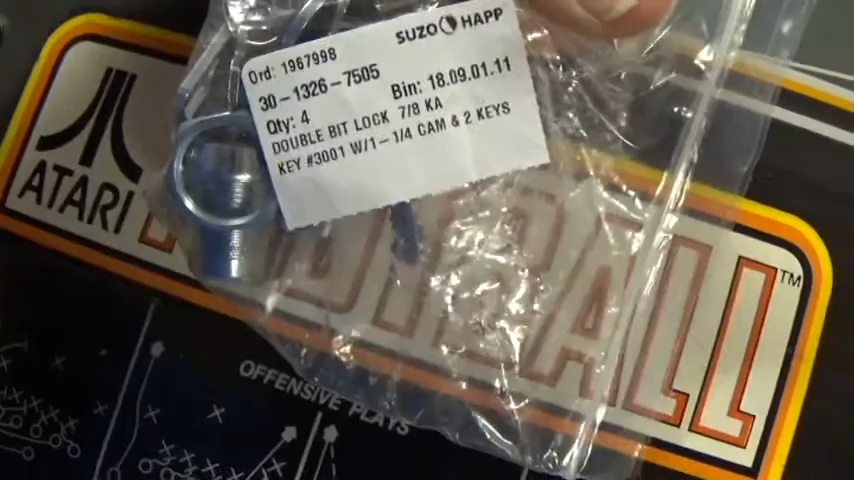 SUZO HAPP
Ord: 1967998
30-1326-7505
Bin: 18.09.01.11
Qty: 4
DOUBLE BIT LOCK 7/8 KA
KEY #3001 W/1-1/4 CAM & 2 KEYS
ATARI
FOOTBALL™
OFFENSIVE PLAYS